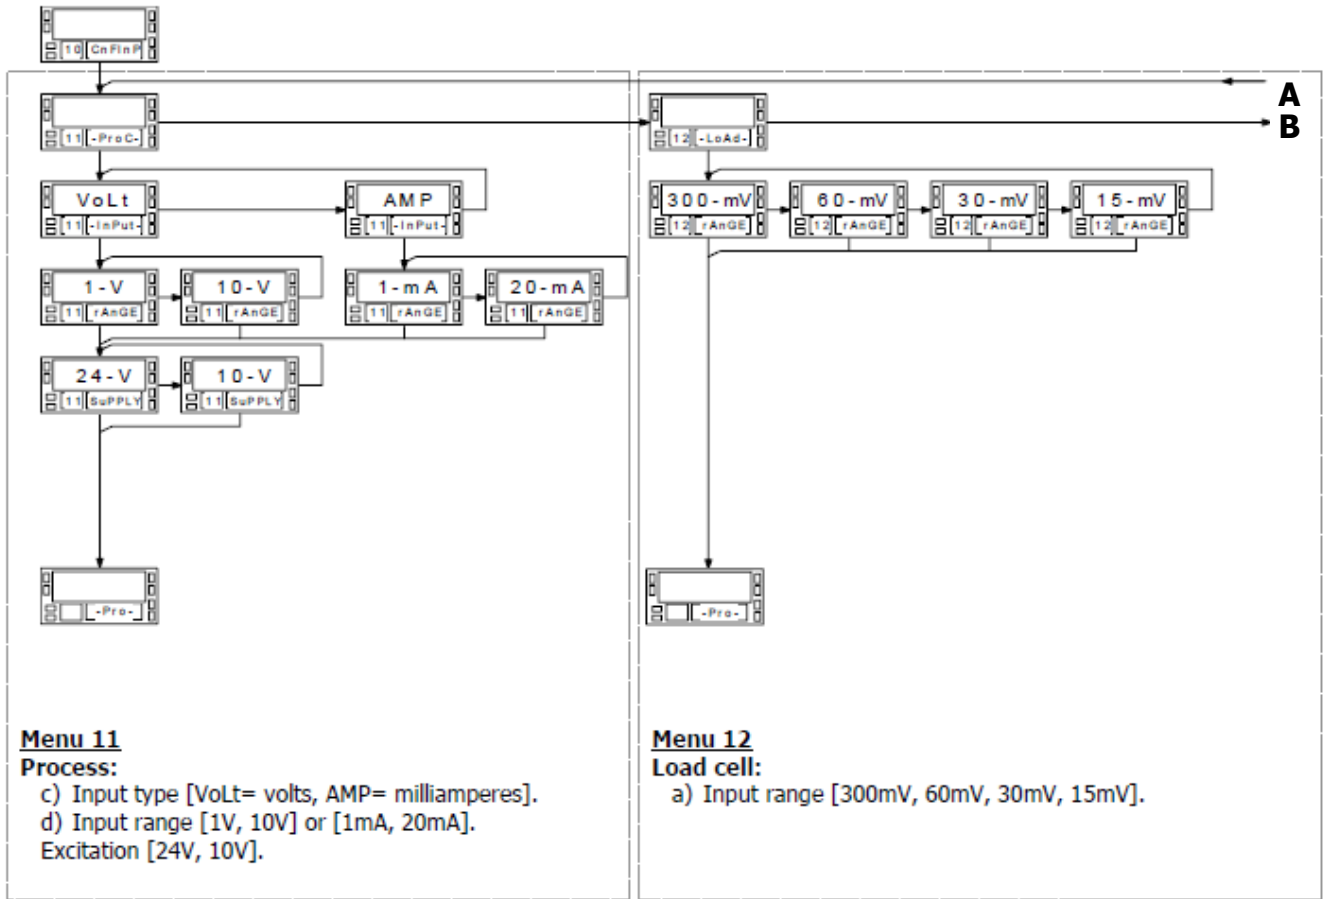 10 CnFInP
A
11 -ProC-
12 -LoAd-
B
VoLt
11 -InPut-
AMP
11 -InPut-
300-mV
12 rAnGE
60-mV
12 rAnGE
30-mV
12 rAnGE
15-mV
12 rAnGE
1-V
11 rAnGE
10-V
11 rAnGE
1-mA
11 rAnGE
20-mA
11 rAnGE
24-V
11 SuPPLY
10-V
11 SuPPLY
-Pro-
-Pro-
Menu 11
Process:
c) Input type [VoLt= volts, AMP= milliamperes].
d) Input range [1V, 10V] or [1mA, 20mA].
Excitation [24V, 10V].
Menu 12
Load cell:
a) Input range [300mV, 60mV, 30mV, 15mV].